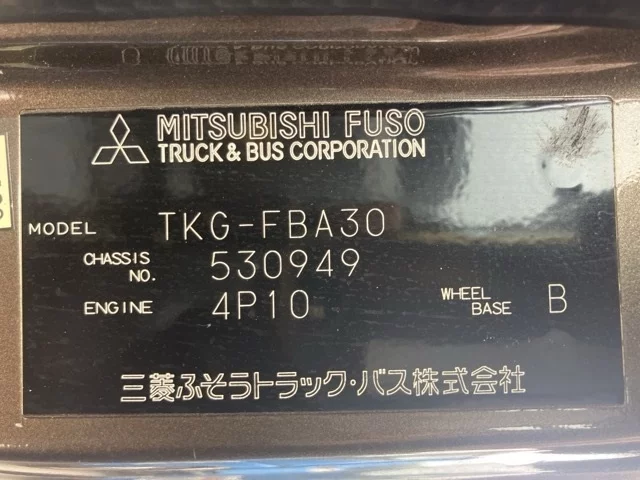 MITSUBISHI FUSO
TRUCK & BUS CORPORATION
MODEL TKG-FBA30
CHASSIS NO. 530949
ENGINE 4P10 WHEEL BASE B
三菱ふそうトラック・バス株式会社